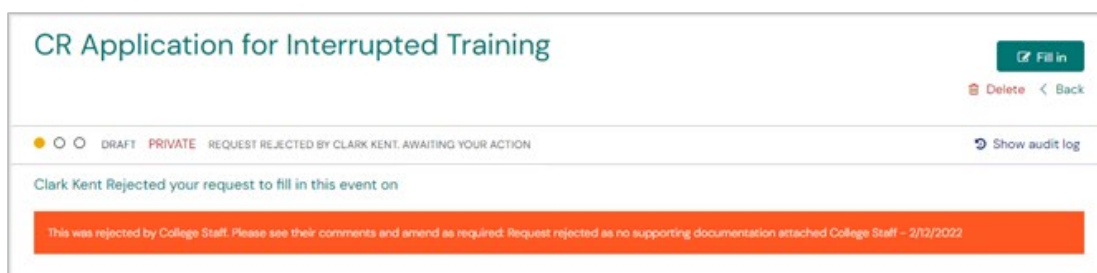 CR Application for Interrupted Training
Fill in
Delete < Back
DRAFT PRIVATE REQUEST REJECTED BY CLARK KENT. AWAITING YOUR ACTION
Show audit log
Clark Kent Rejected your request to fill in this event on
This was rejected by College Staff. Please see their comments and amend as required: Request rejected as no supporting documentation attached College Staff - 2/12/2022